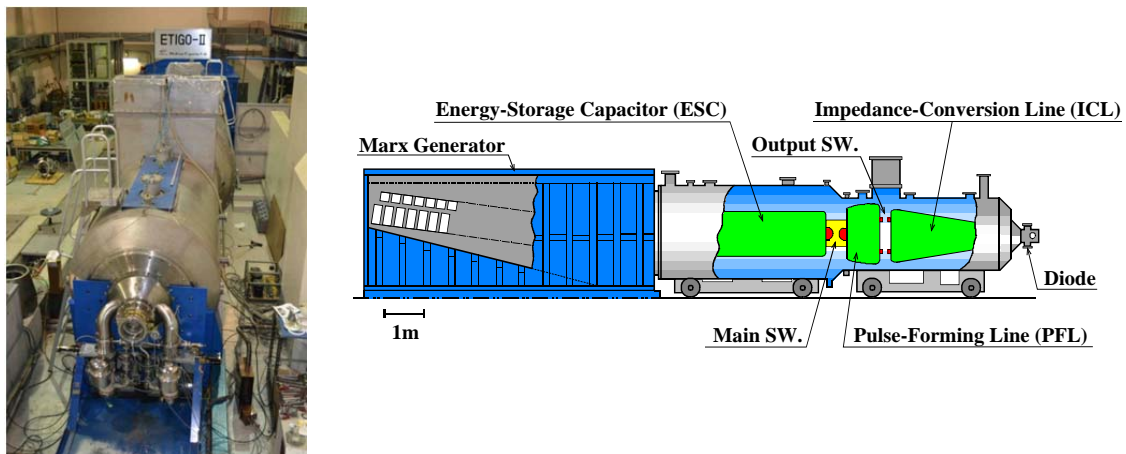 ETIGO-II
Energy-Storage Capacitor (ESC)
Impedance-Conversion Line (ICL)
Marx Generator
Output SW.
1m
Main SW.
Pulse-Forming Line (PFL)
Diode